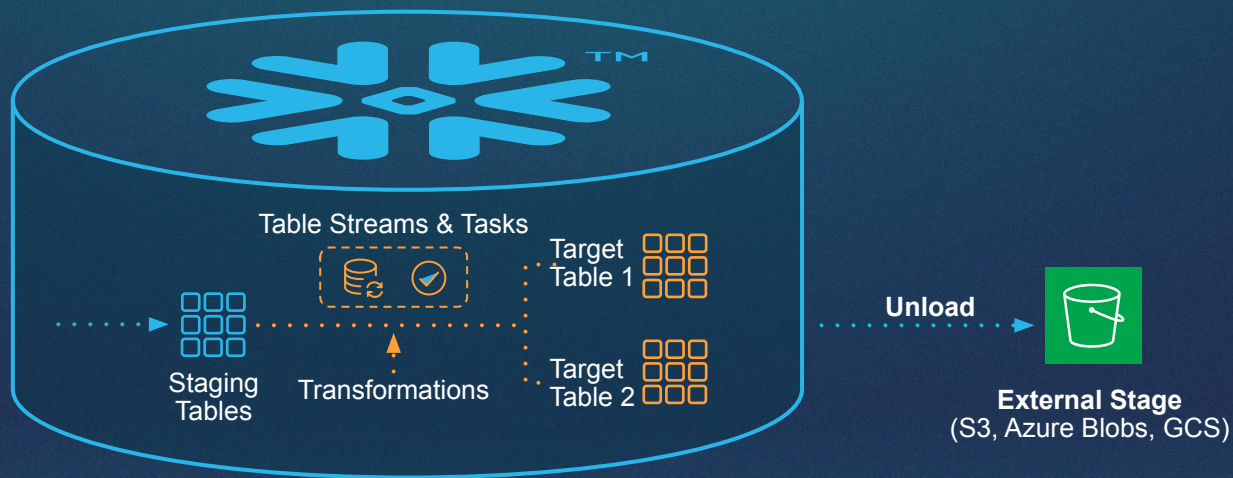 TM
Table Streams & Tasks
Target
Table 1
Unload
Staging
Tables
Transformations
Target
Table 2
External Stage
(S3, Azure Blobs, GCS)